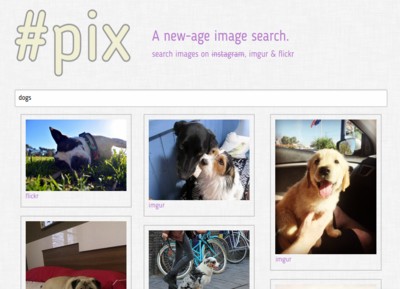 #pix
A new-age image search.
search images on instagram, imgur & flickr
dogs
flickr
imgur
imgur